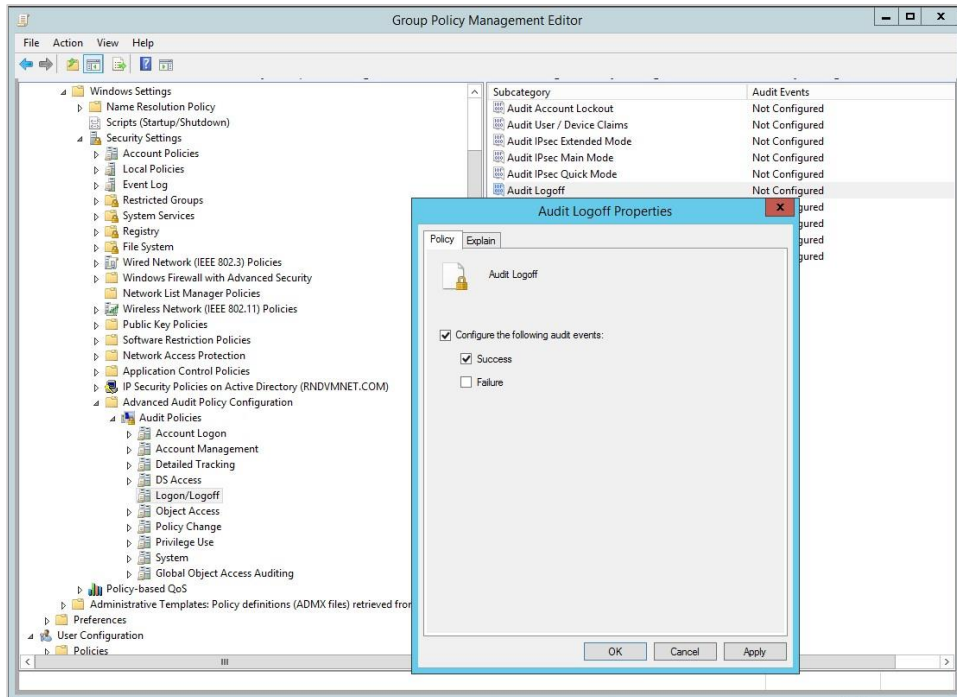 Group Policy Management Editor
File Action View Help
Windows Settings
Name Resolution Policy
Scripts (Startup/Shutdown)
Security Settings
Account Policies
Local Policies
Event Log
Restricted Groups
System Services
Registry
File System
Wired Network (IEEE 802.3) Policies
Windows Firewall with Advanced Security
Network List Manager Policies
Wireless Network (IEEE 802.11) Policies
Public Key Policies
Software Restriction Policies
Network Access Protection
Application Control Policies
IP Security Policies on Active Directory (RNDVMNET.COM)
Advanced Audit Policy Configuration
Audit Policies
Account Logon
Account Management
Detailed Tracking
DS Access
Logon/Logoff
Object Access
Policy Change
Privilege Use
System
Global Object Access Auditing
Policy-based QoS
Administrative Templates: Policy definitions (ADMX files) retrieved from
Preferences
User Configuration
Policies
Subcategory Audit Events
Audit Account Lockout Not Configured
Audit User / Device Claims Not Configured
Audit IPsec Extended Mode Not Configured
Audit IPsec Main Mode Not Configured
Audit IPsec Quick Mode Not Configured
Audit Logoff Not Configured
gured
gured
gured
gured
Audit Logoff Properties
Policy Explain
Audit Logoff
Configure the following audit events:
Success
Failure
OK Cancel Apply